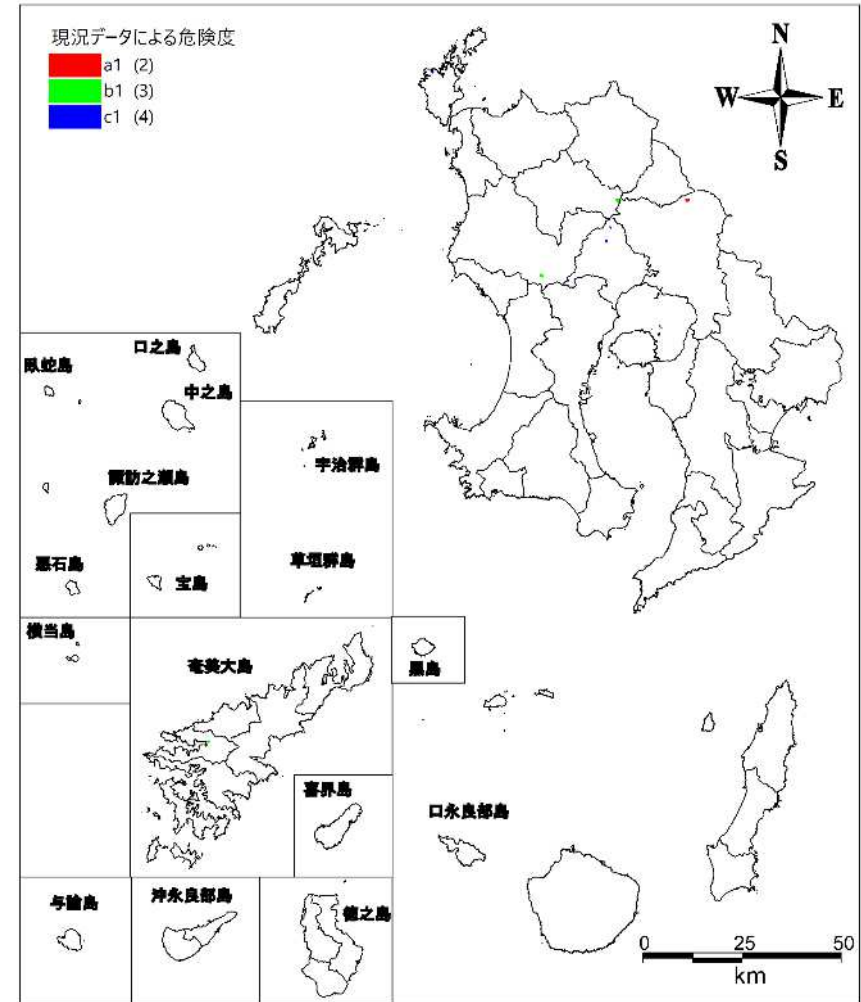 現況データによる危険度
a1 (2)
b1 (3)
c1 (4)
N
W
E
S
口之島
臥蛇島
中之島
宇治群島
諏訪之瀬島
草垣群島
悪石島
宝島
横当島
奄美大島
黒島
喜界島
口永良部島
与論島
沖永良部島
徳之島
0 25 50
km